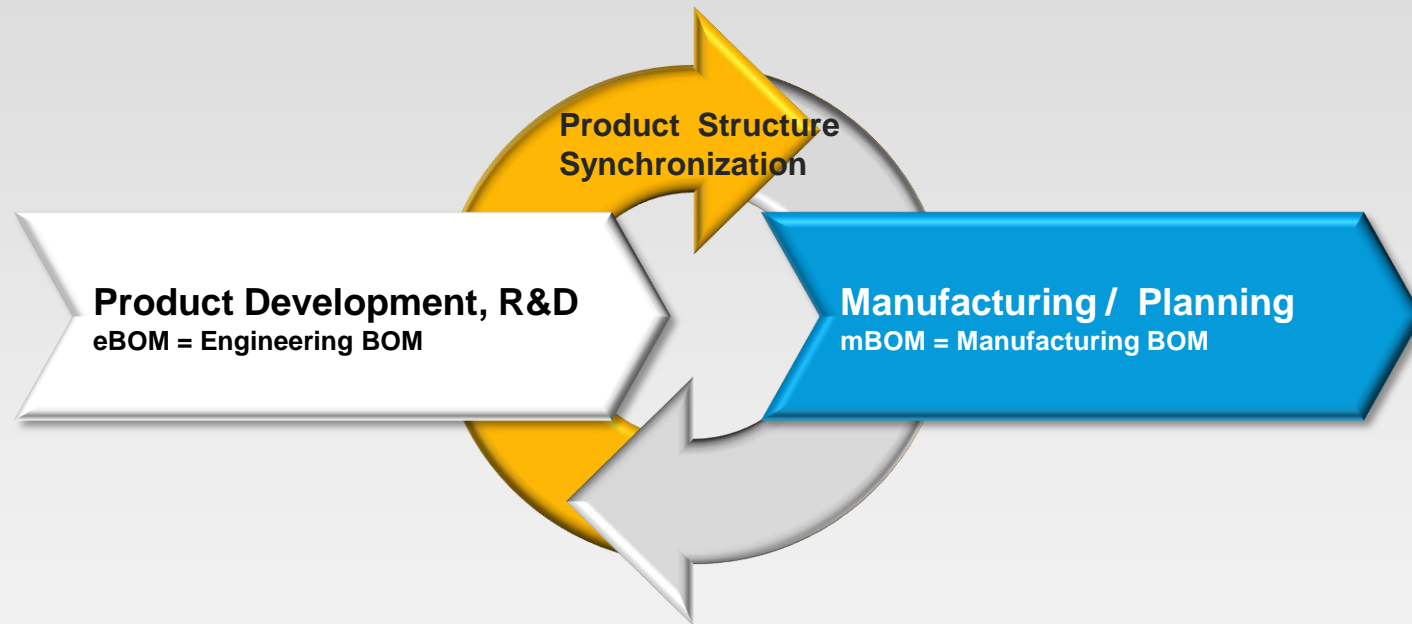 Product Structure
Synchronization
Product Development, R&D
eBOM = Engineering BOM
Manufacturing / Planning
mBOM = Manufacturing BOM